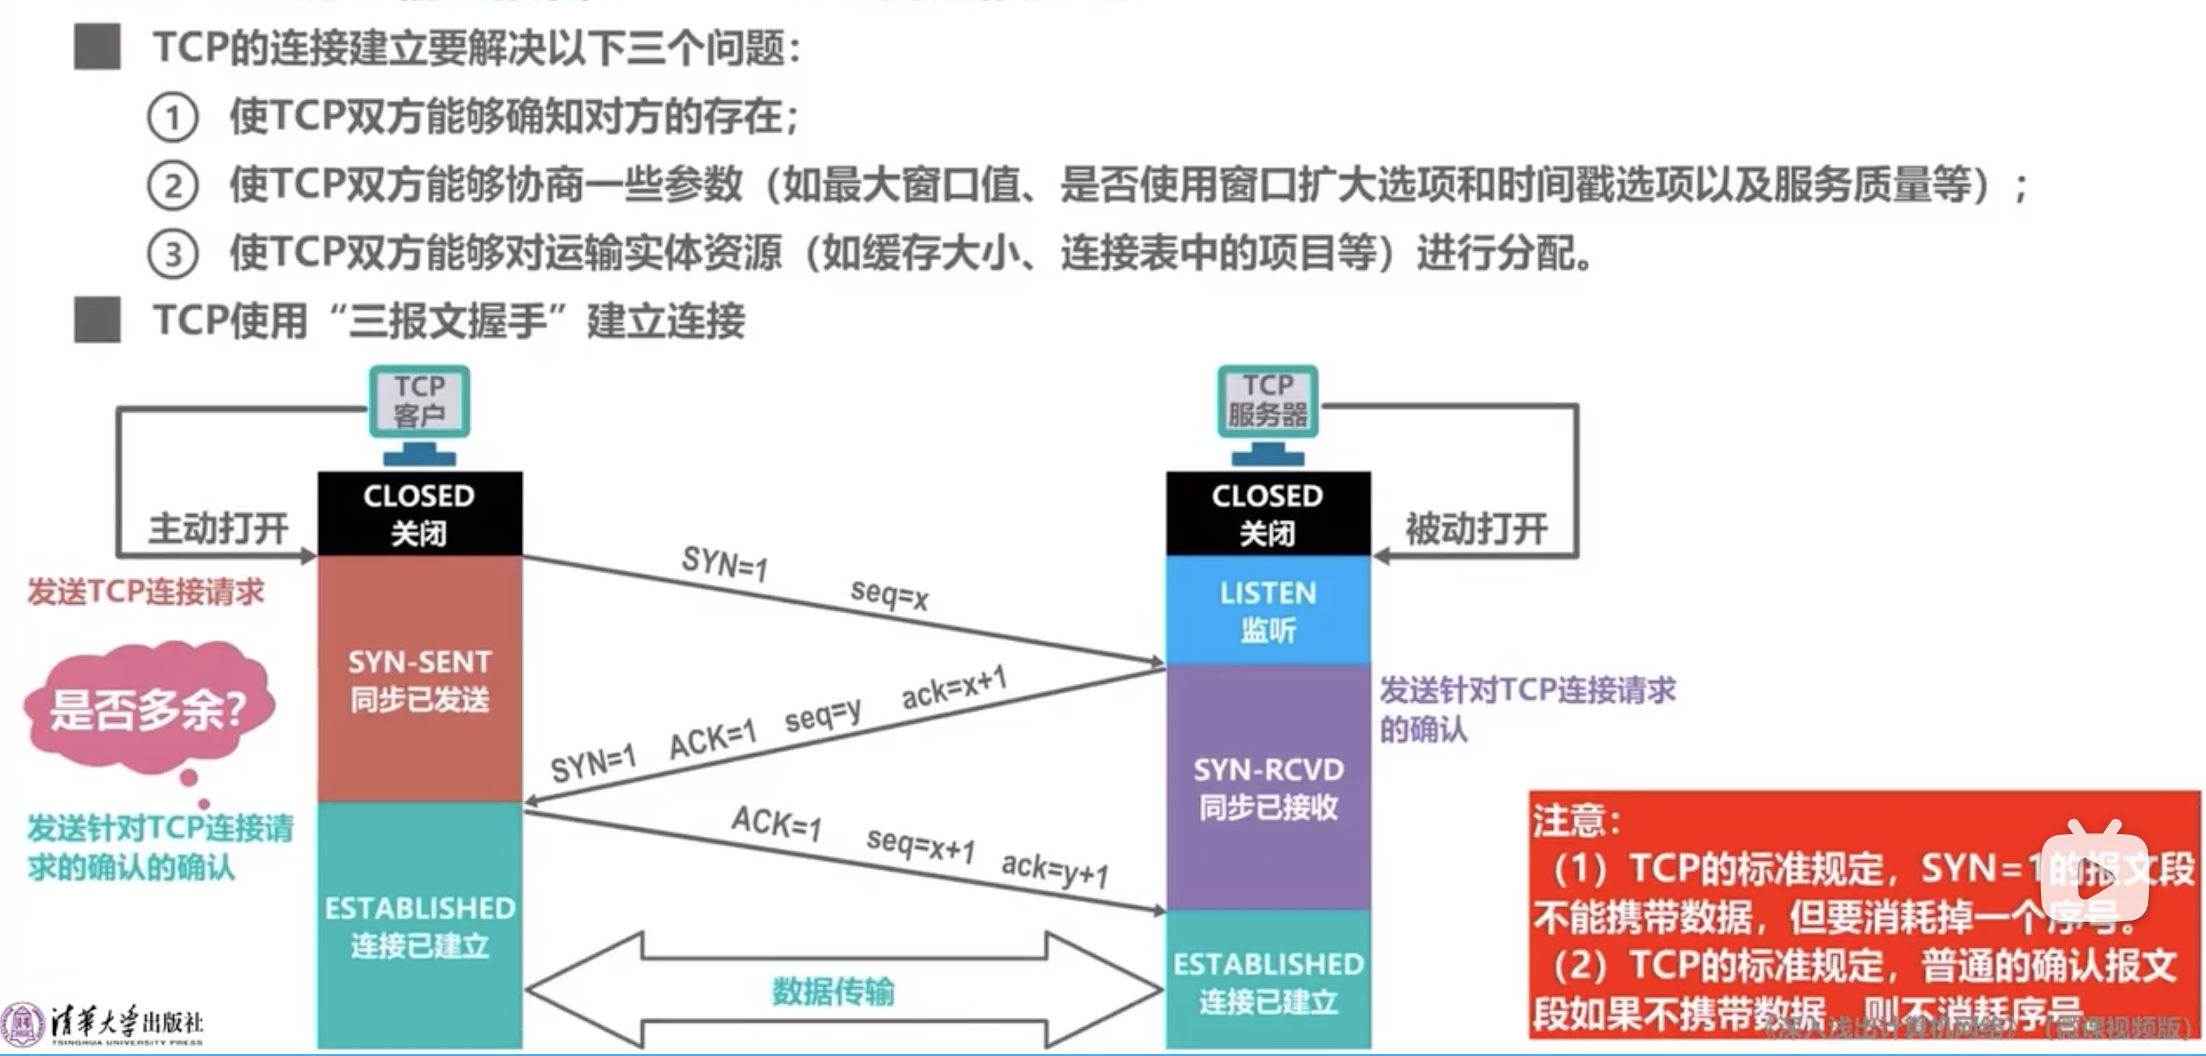 TCP的连接建立要解决以下三个问题：
① 使TCP双方能够确知对方的存在；
② 使TCP双方能够协商一些参数（如最大窗口值、是否使用窗口扩大选项和时间戳选项以及服务质量等）；
③ 使TCP双方能够对运输实体资源（如缓存大小、连接表中的项目等）进行分配。
TCP使用“三报文握手”建立连接
TCP
客户
TCP
服务器
CLOSED
关闭
CLOSED
关闭
主动打开
被动打开
发送TCP连接请求
SYN=1 seq=x
LISTEN
监听
SYN-SENT
同步已发送
是否多余？
SYN=1 ACK=1 seq=y ack=x+1
发送针对TCP连接请求
的确认
SYN-RCVD
同步已接收
发送针对TCP连接请
求的确认的确认
ACK=1 seq=x+1 ack=y+1
ESTABLISHED
连接已建立
数据传输
ESTABLISHED
连接已建立
注意：
（1）TCP的标准规定，SYN=1的报文段
不能携带数据，但要消耗掉一个序号。
（2）TCP的标准规定，普通的确认报文
段如果不携带数据，则不消耗序号。
清华大学出版社
TSINGHUA UNIVERSITY PRESS
《深入浅出计算机网络》（微课视频版）